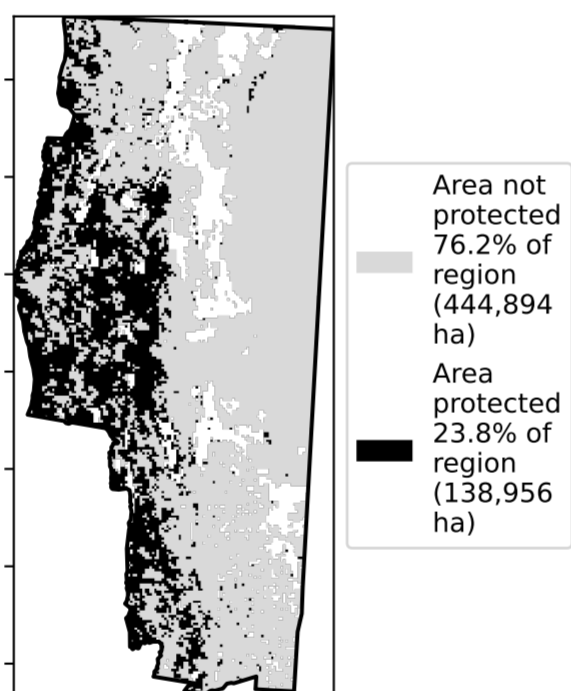 Area not
protected
76.2% of
region
(444,894
ha)
Area
protected
23.8% of
region
(138,956
ha)